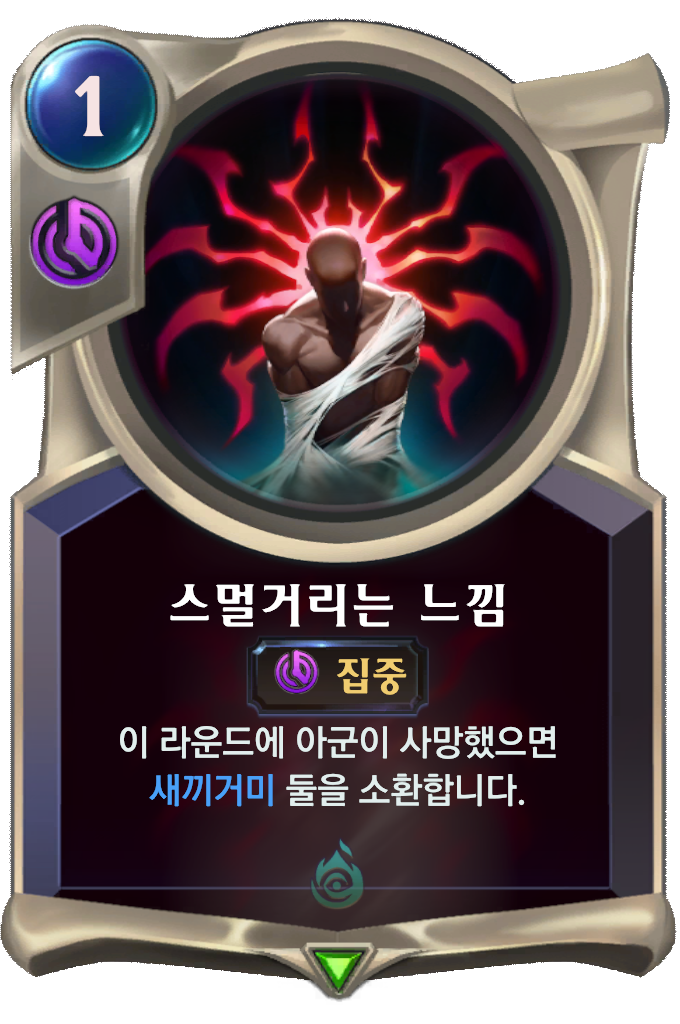 1
스멀거리는 느낌
집중
이 라운드에 아군이 사망했으면
새끼거미 둘을 소환합니다.